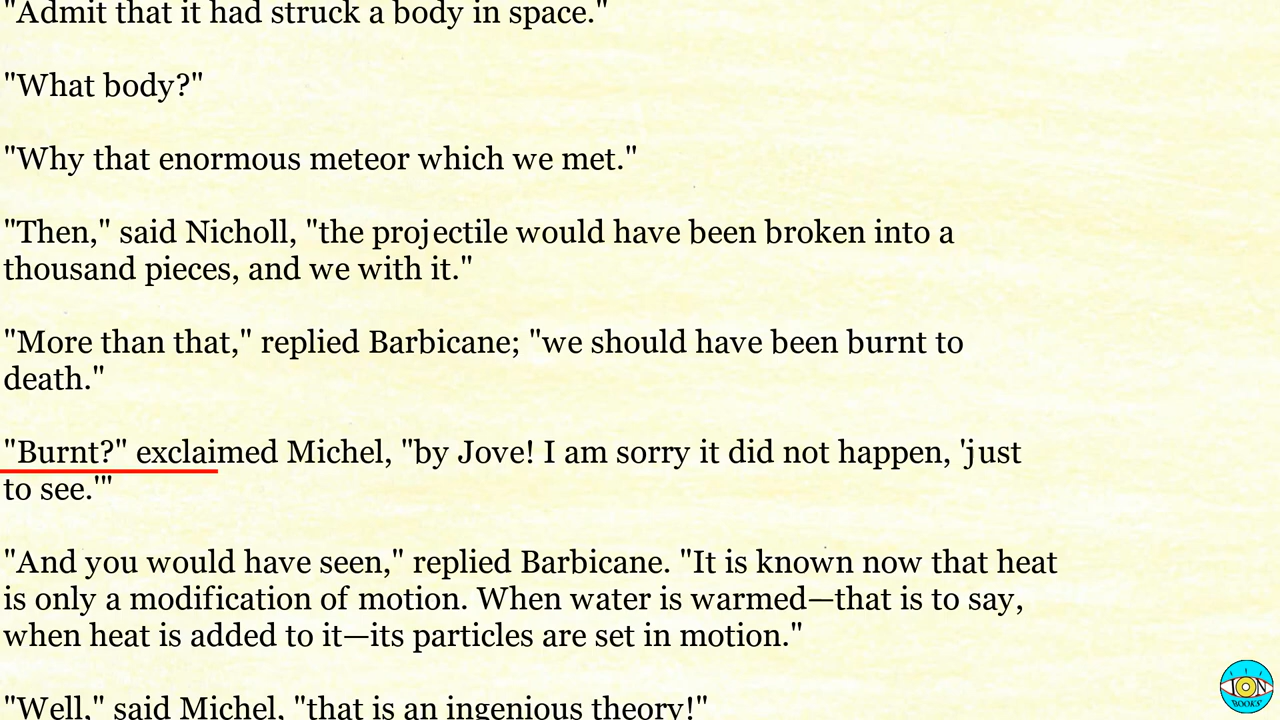 "Admit that it had struck a body in space."
"What body?"
"Why that enormous meteor which we met."
"Then," said Nicholl, "the projectile would have been broken into a
thousand pieces, and we with it."
"More than that," replied Barbicane; "we should have been burnt to
death."
"Burnt?" exclaimed Michel, "by Jove! I am sorry it did not happen, 'just
to see.'"
"And you would have seen," replied Barbicane. "It is known now that heat
is only a modification of motion. When water is warmed—that is to say,
when heat is added to it—its particles are set in motion."
"Well," said Michel, "that is an ingenious theory!"
ION
BOOKS